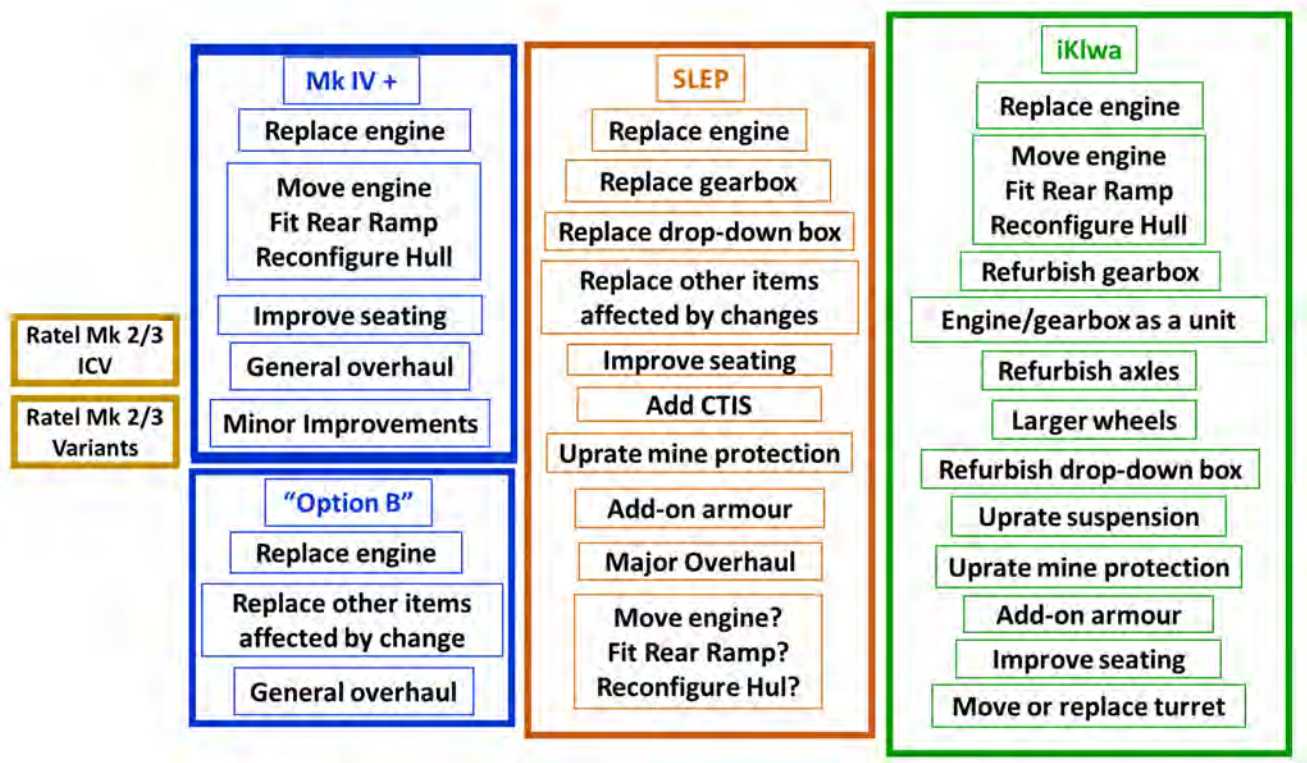 Ratel Mk 2/3
ICV
Ratel Mk 2/3
Variants
Mk IV +
Replace engine
Move engine
Fit Rear Ramp
Reconfigure Hull
Improve seating
General overhaul
Minor Improvements
“Option B”
Replace engine
Replace other items
affected by change
General overhaul
SLEP
Replace engine
Replace gearbox
Replace drop-down box
Replace other items
affected by changes
Improve seating
Add CTIS
Uprate mine protection
Add-on armour
Major Overhaul
Move engine?
Fit Rear Ramp?
Reconfigure Hul?
iKlwa
Replace engine
Move engine
Fit Rear Ramp
Reconfigure Hull
Refurbish gearbox
Engine/gearbox as a unit
Refurbish axles
Larger wheels
Refurbish drop-down box
Uprate suspension
Uprate mine protection
Add-on armour
Improve seating
Move or replace turret